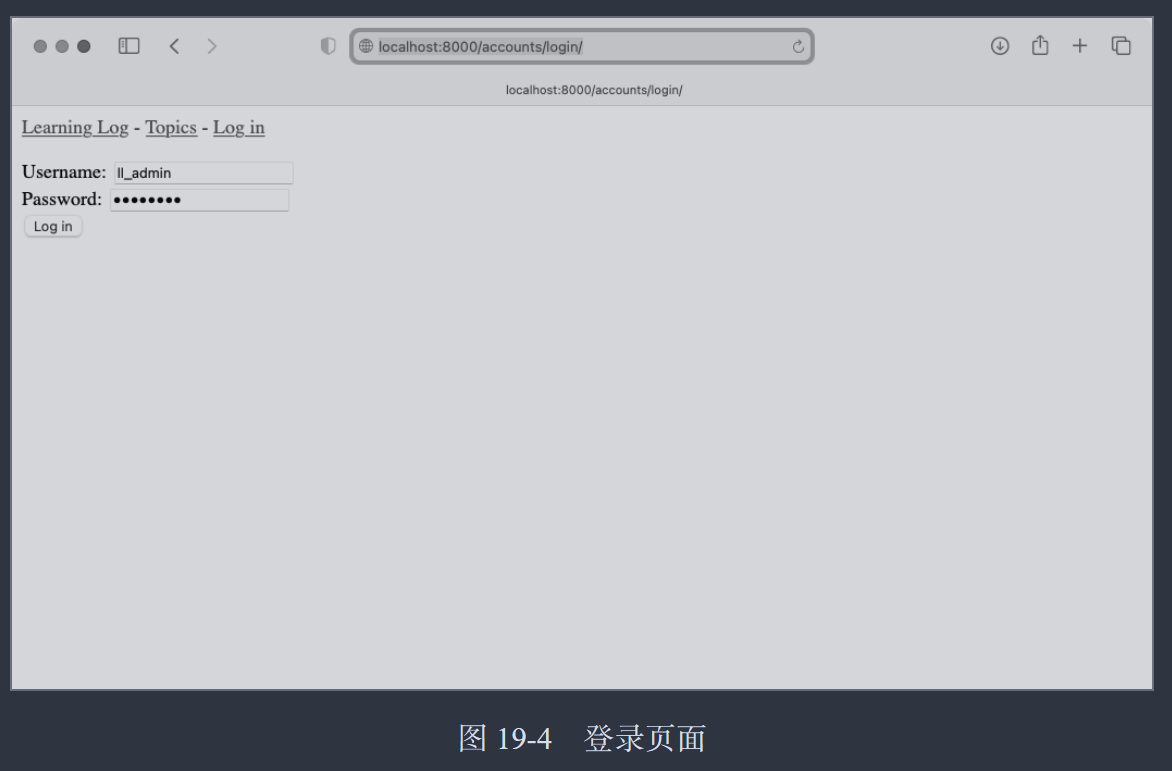 localhost:8000/accounts/login/
localhost:8000/accounts/login/
Learning Log - Topics - Log in
Username: ll_admin
Password: ••••••••
Log in
图 19-4 登录页面